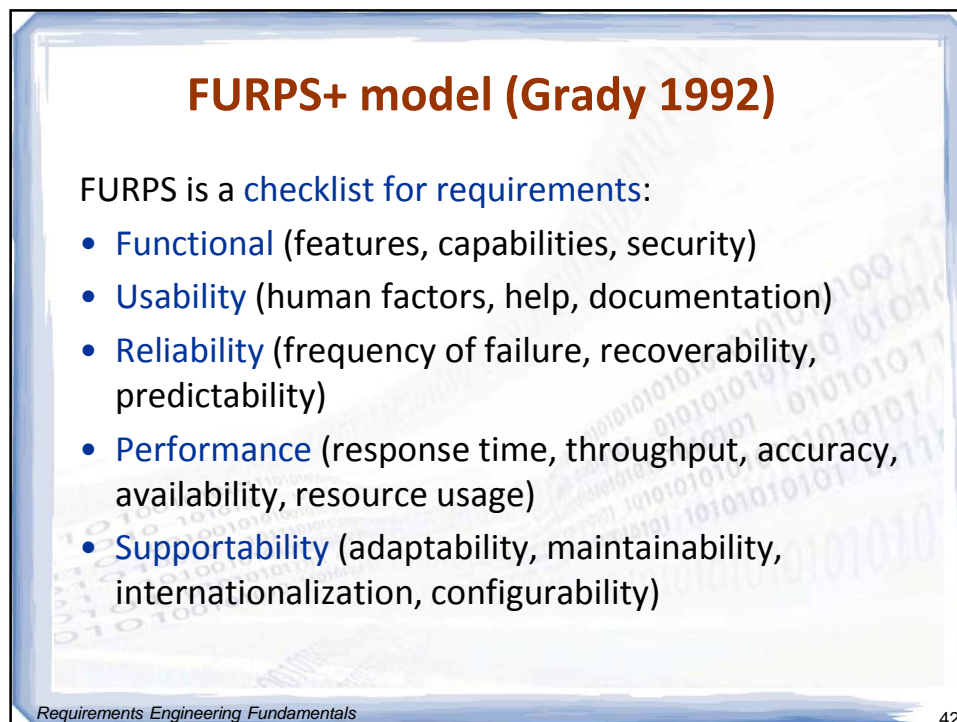 FURPS+ model (Grady 1992)
FURPS is a checklist for requirements:
• Functional (features, capabilities, security)
• Usability (human factors, help, documentation)
• Reliability (frequency of failure, recoverability,
predictability)
• Performance (response time, throughput, accuracy,
availability, resource usage)
• Supportability (adaptability, maintainability,
internationalization, configurability)
Requirements Engineering Fundamentals
42